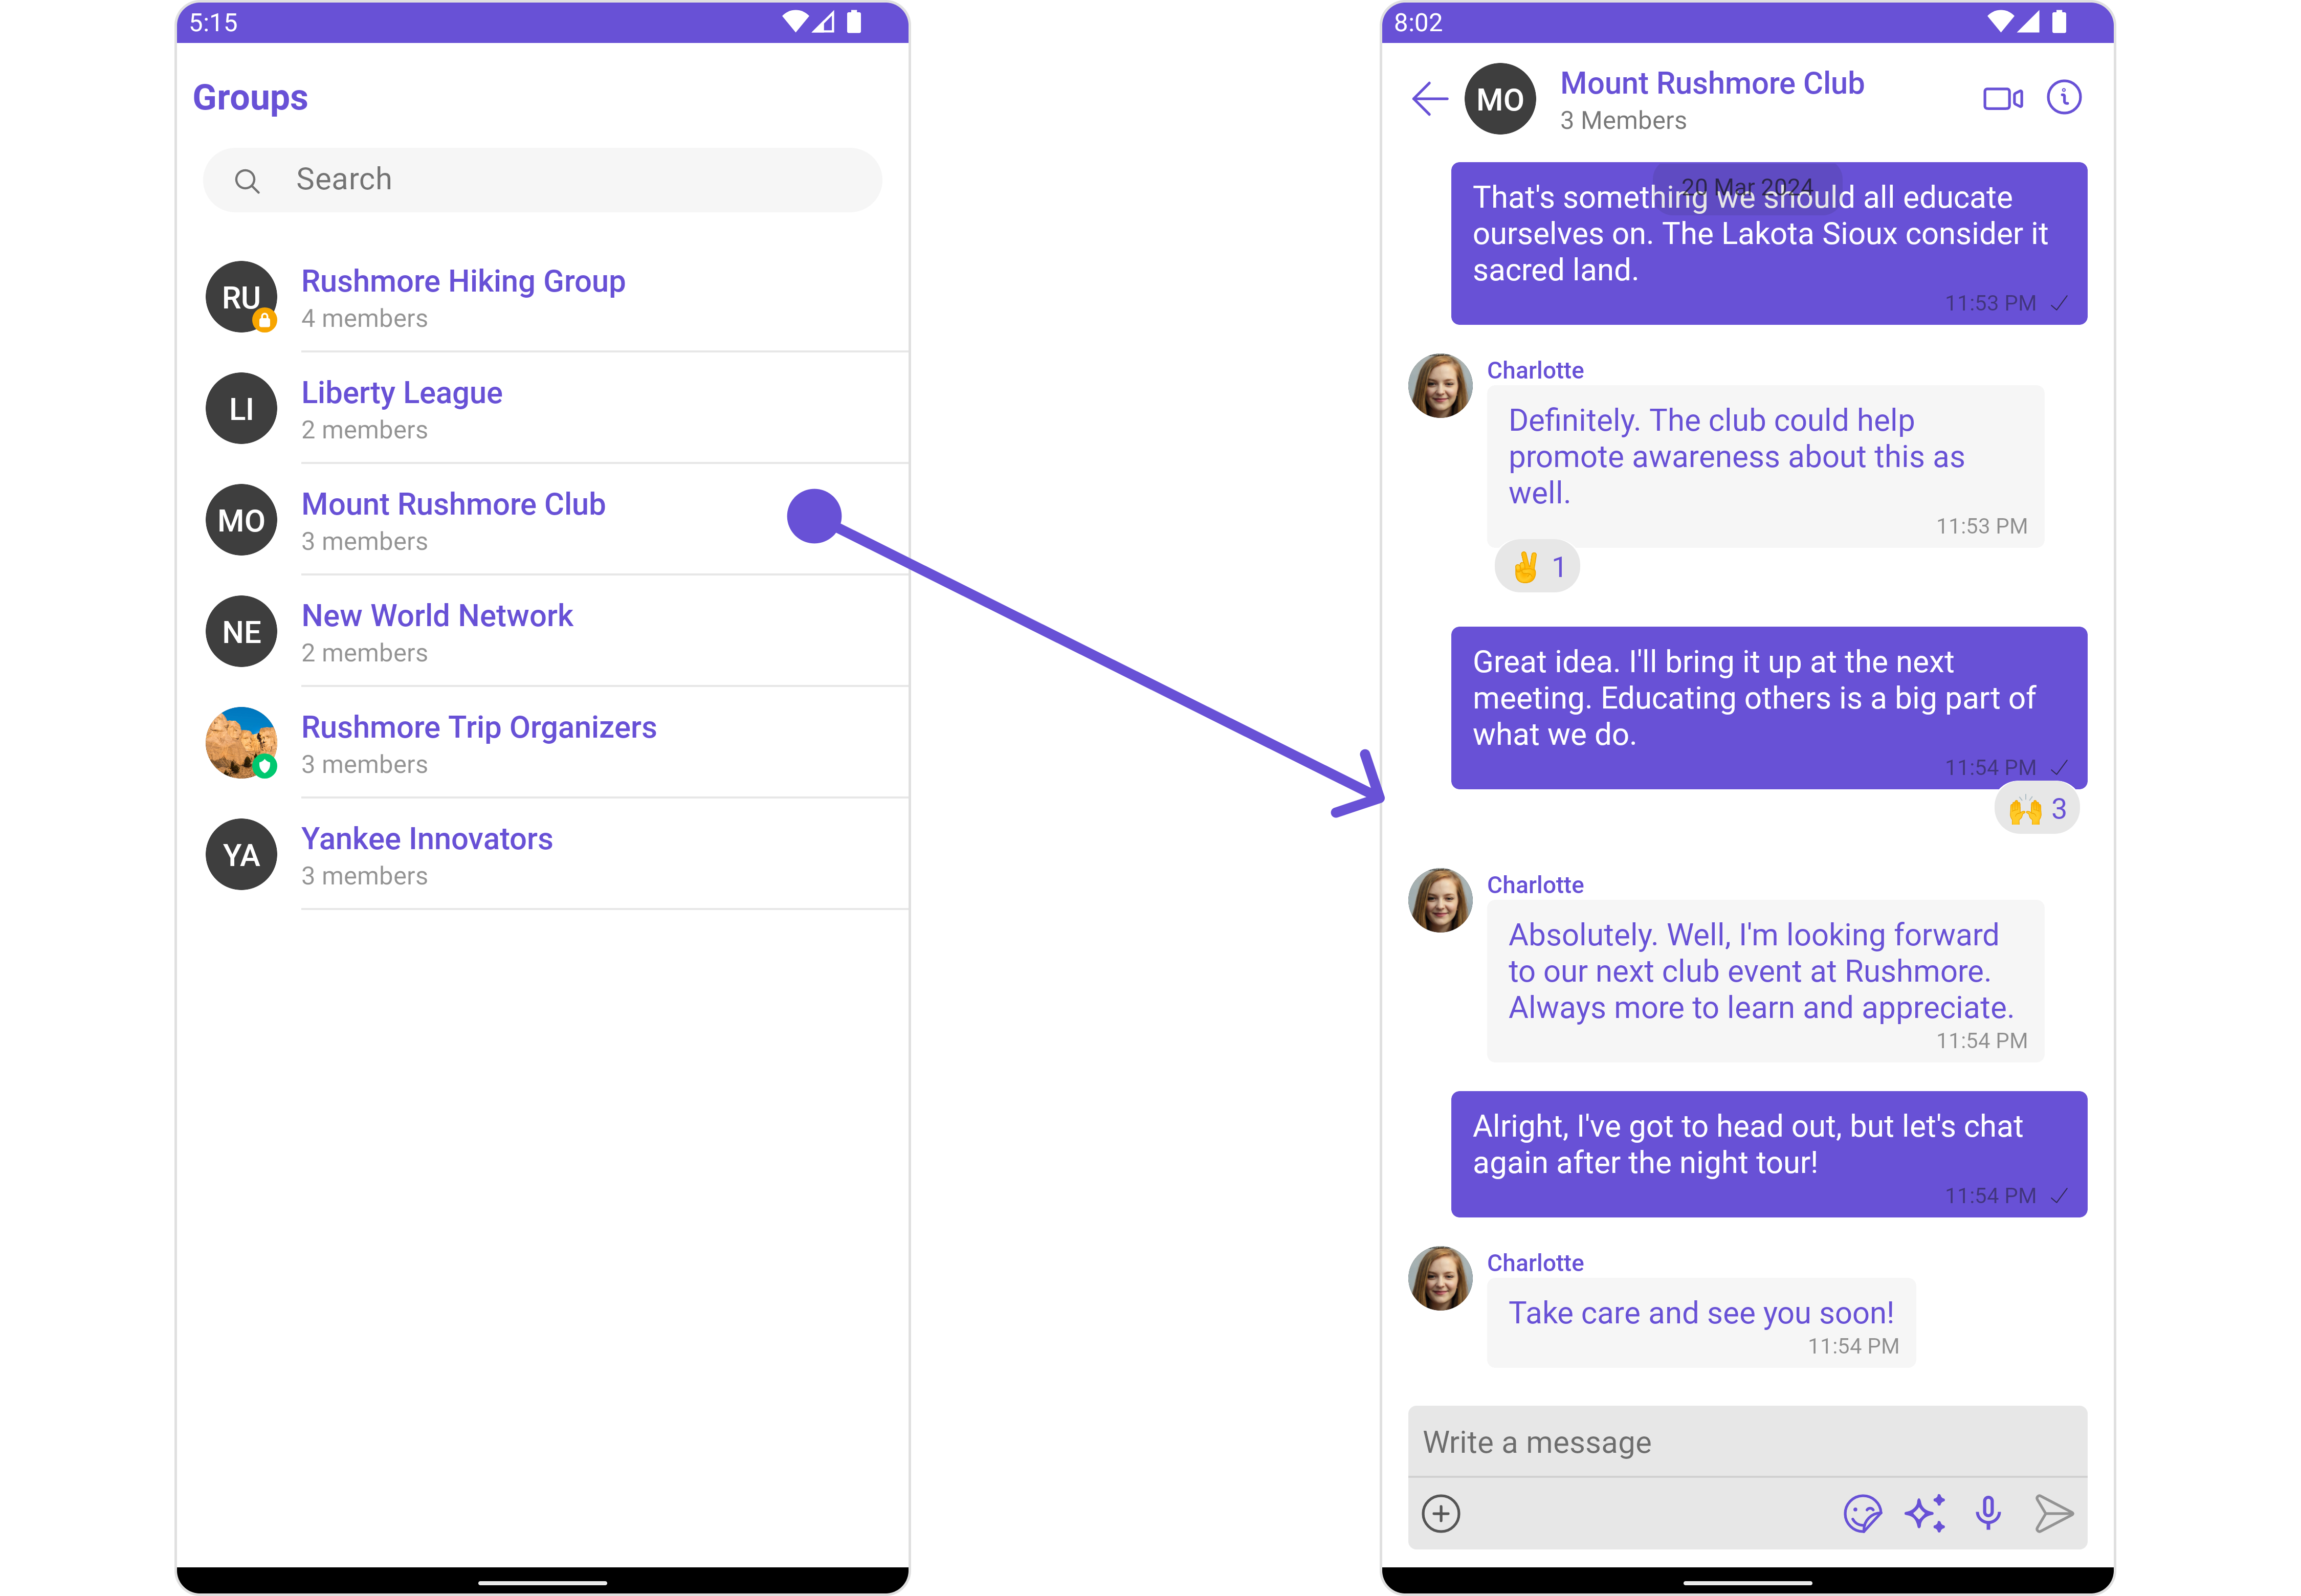 5:15
Groups
Search
RU
Rushmore Hiking Group
4 members
LI
Liberty League
2 members
MO
Mount Rushmore Club
3 members
NE
New World Network
2 members
Rushmore Trip Organizers
3 members
YA
Yankee Innovators
3 members
8:02
MO
Mount Rushmore Club
3 Members
20 Mar 2024
That's something we should all educate
ourselves on. The Lakota Sioux consider it
sacred land.
11:53 PM
Charlotte
Definitely. The club could help
promote awareness about this as
well.
11:53 PM
1
Great idea. I'll bring it up at the next
meeting. Educating others is a big part of
what we do.
11:54 PM
3
Charlotte
Absolutely. Well, I'm looking forward
to our next club event at Rushmore.
Always more to learn and appreciate.
11:54 PM
Alright, I've got to head out, but let's chat
again after the night tour!
11:54 PM
Charlotte
Take care and see you soon!
11:54 PM
Write a message